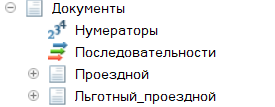 Документы
Нумераторы
Последовательности
Проездной
Льготный_проездной